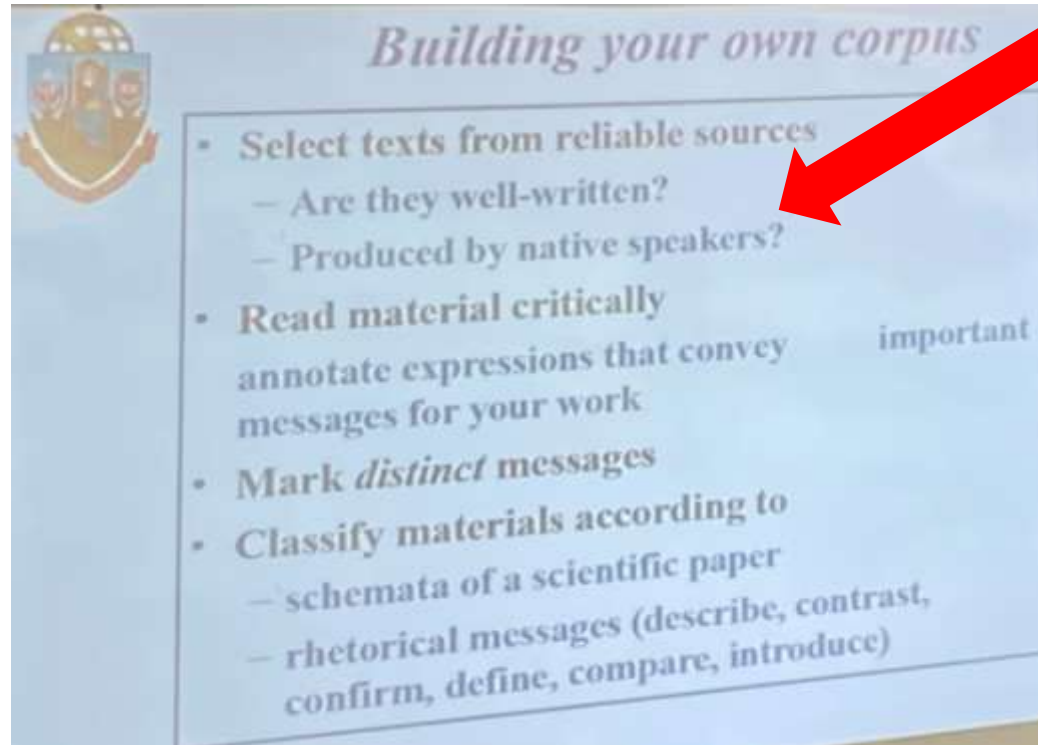 Building your own corpus
• Select texts from reliable sources
– Are they well-written?
– Produced by native speakers?
• Read material critically
annotate expressions that convey important
messages for your work
• Mark distinct messages
• Classify materials according to
– schemata of a scientific paper
– rhetorical messages (describe, contrast,
confirm, define, compare, introduce)